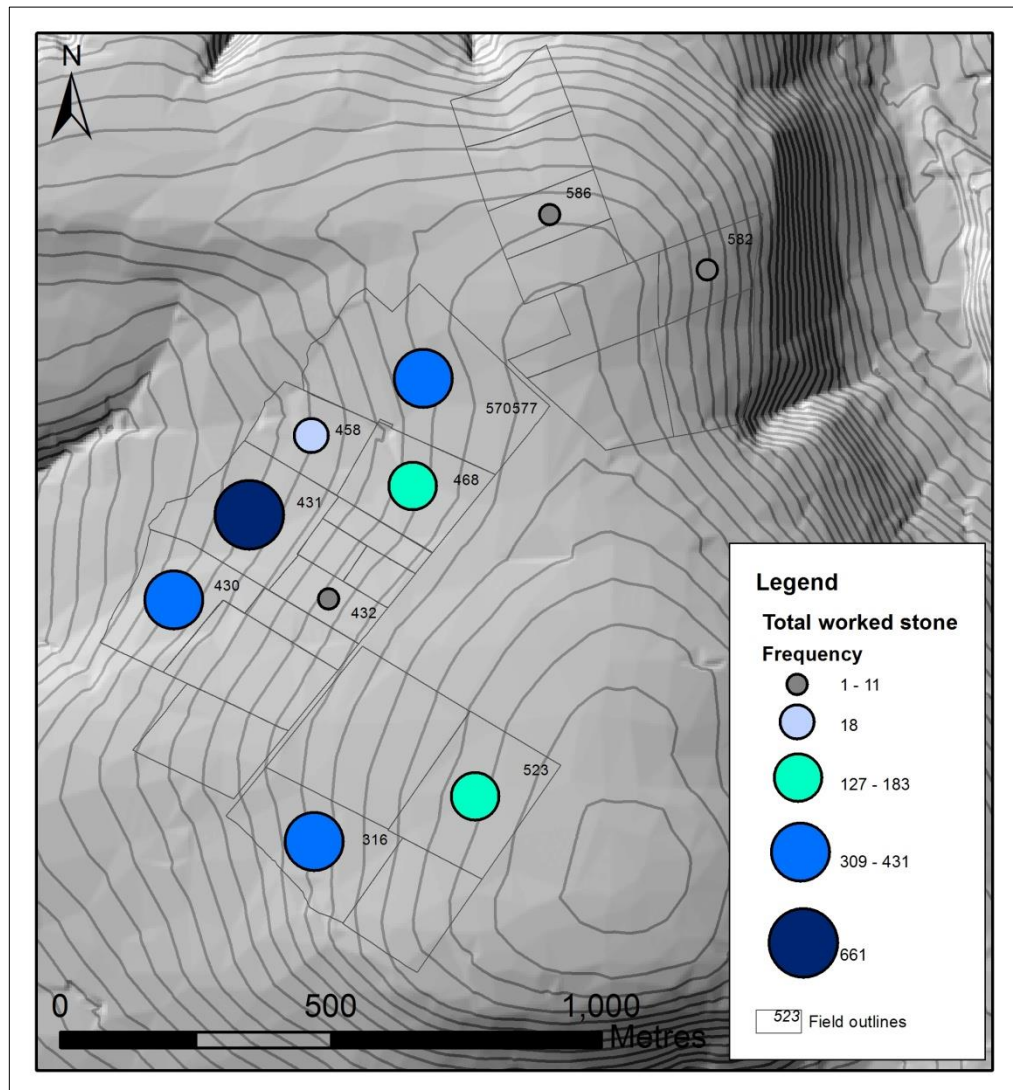 N
586
582
570577
458
468
431
430
432
523
316
0 500 1,000
Metres
Legend
Total worked stone
Frequency
1 - 11
18
127 - 183
309 - 431
661
523 Field outlines